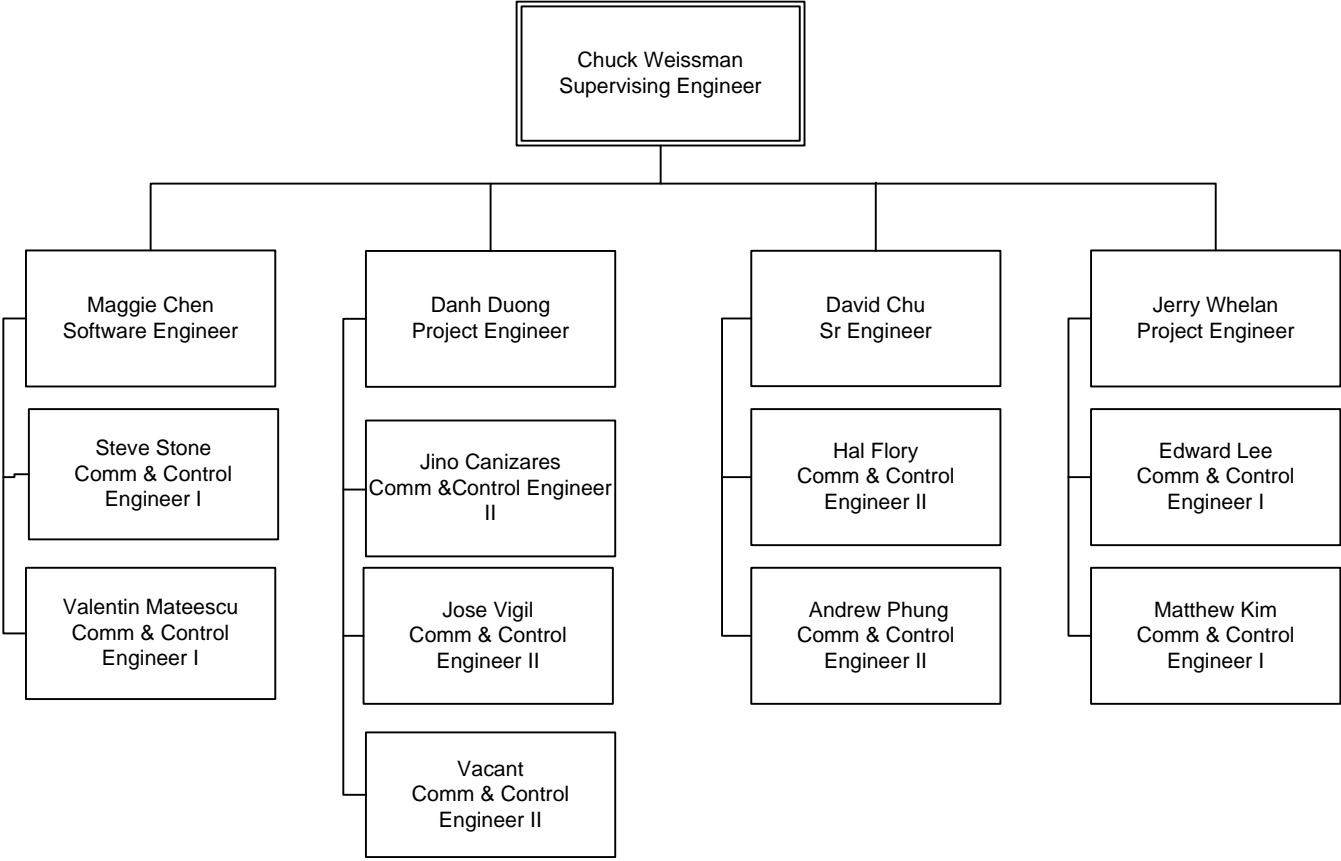 Chuck Weissman
Supervising Engineer
Maggie Chen
Software Engineer
Steve Stone
Comm & Control
Engineer I
Valentin Mateescu
Comm & Control
Engineer I
Danh Duong
Project Engineer
Jino Canizares
Comm &Control Engineer
II
Jose Vigil
Comm & Control
Engineer II
Vacant
Comm & Control
Engineer II
David Chu
Sr Engineer
Hal Flory
Comm & Control
Engineer II
Andrew Phung
Comm & Control
Engineer II
Jerry Whelan
Project Engineer
Edward Lee
Comm & Control
Engineer I
Matthew Kim
Comm & Control
Engineer I